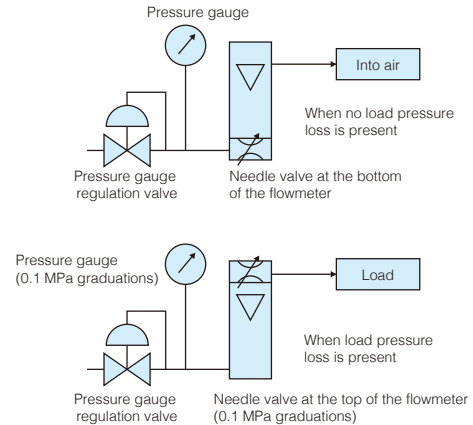 Pressure gauge
Into air
When no load pressure
loss is present
Pressure gauge
regulation valve
Needle valve at the bottom
of the flowmeter
Pressure gauge
(0.1 MPa graduations)
Load
When load pressure
loss is present
Pressure gauge
regulation valve
Needle valve at the top of the flowmeter
(0.1 MPa graduations)